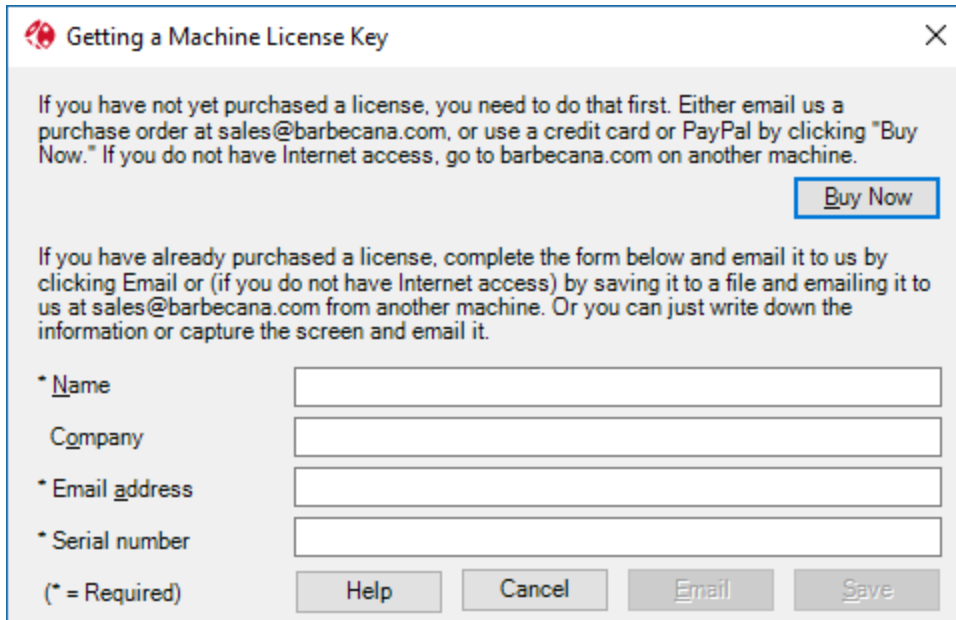 Getting a Machine License Key
If you have not yet purchased a license, you need to do that first. Either email us a
purchase order at sales@barbecana.com, or use a credit card or PayPal by clicking "Buy
Now." If you do not have Internet access, go to barbecana.com on another machine.
Buy Now
If you have already purchased a license, complete the form below and email it to us by
clicking Email or (if you do not have Internet access) by saving it to a file and emailing it to
us at sales@barbecana.com from another machine. Or you can just write down the
information or capture the screen and email it.
* Name
Company
* Email address
* Serial number
(* = Required) Help Cancel Email Save